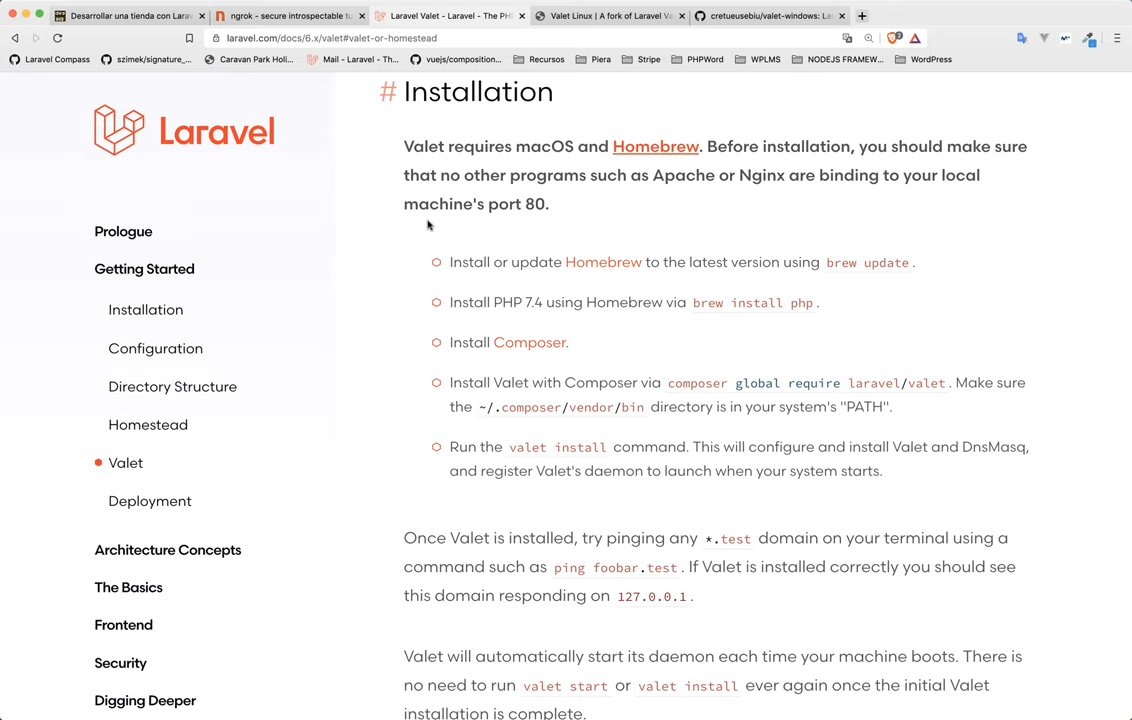 Desarrollar una tienda con Larav
ngrok - secure introspectable tu
Laravel Valet - Laravel - The PH
Valet Linux | A fork of Laravel Va
cretueusebiu/valet-windows: La
laravel.com/docs/6.x/valet#valet-or-homestead
Laravel Compass
szimek/signature_...
Caravan Park Holi...
Mail - Laravel - Th...
vuejs/composition...
Recursos
Piera
Stripe
PHPWord
WPLMS
NODEJS FRAMEW...
WordPress
# Installation
Laravel
Valet requires macOS and Homebrew. Before installation, you should make sure
that no other programs such as Apache or Nginx are binding to your local
machine's port 80.
Prologue
Getting Started
Installation
Configuration
Directory Structure
Homestead
Valet
Deployment
Architecture Concepts
The Basics
Frontend
Security
Digging Deeper
Install or update Homebrew to the latest version using brew update.
Install PHP 7.4 using Homebrew via brew install php.
Install Composer.
Install Valet with Composer via composer global require laravel/valet. Make sure
the ~/.composer/vendor/bin directory is in your system's "PATH".
Run the valet install command. This will configure and install Valet and DnsMasq,
and register Valet's daemon to launch when your system starts.
Once Valet is installed, try pinging any *.test domain on your terminal using a
command such as ping foobar.test. If Valet is installed correctly you should see
this domain responding on 127.0.0.1.
Valet will automatically start its daemon each time your machine boots. There is
no need to run valet start or valet install ever again once the initial Valet
installation is complete.